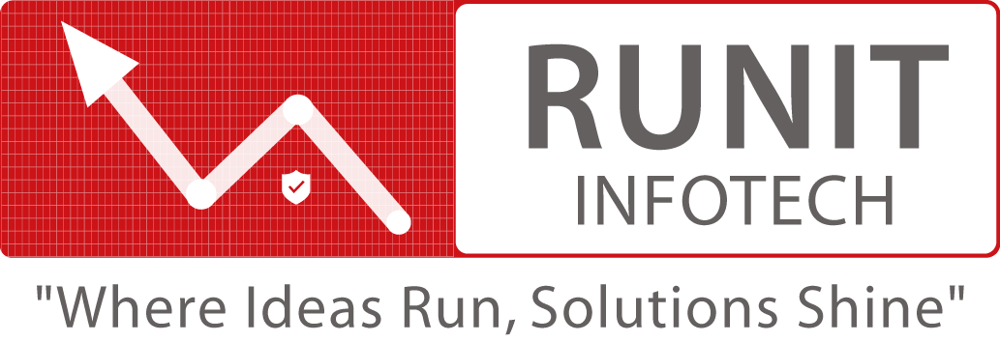 RUNIT
INFOTECH
"Where Ideas Run, Solutions Shine"